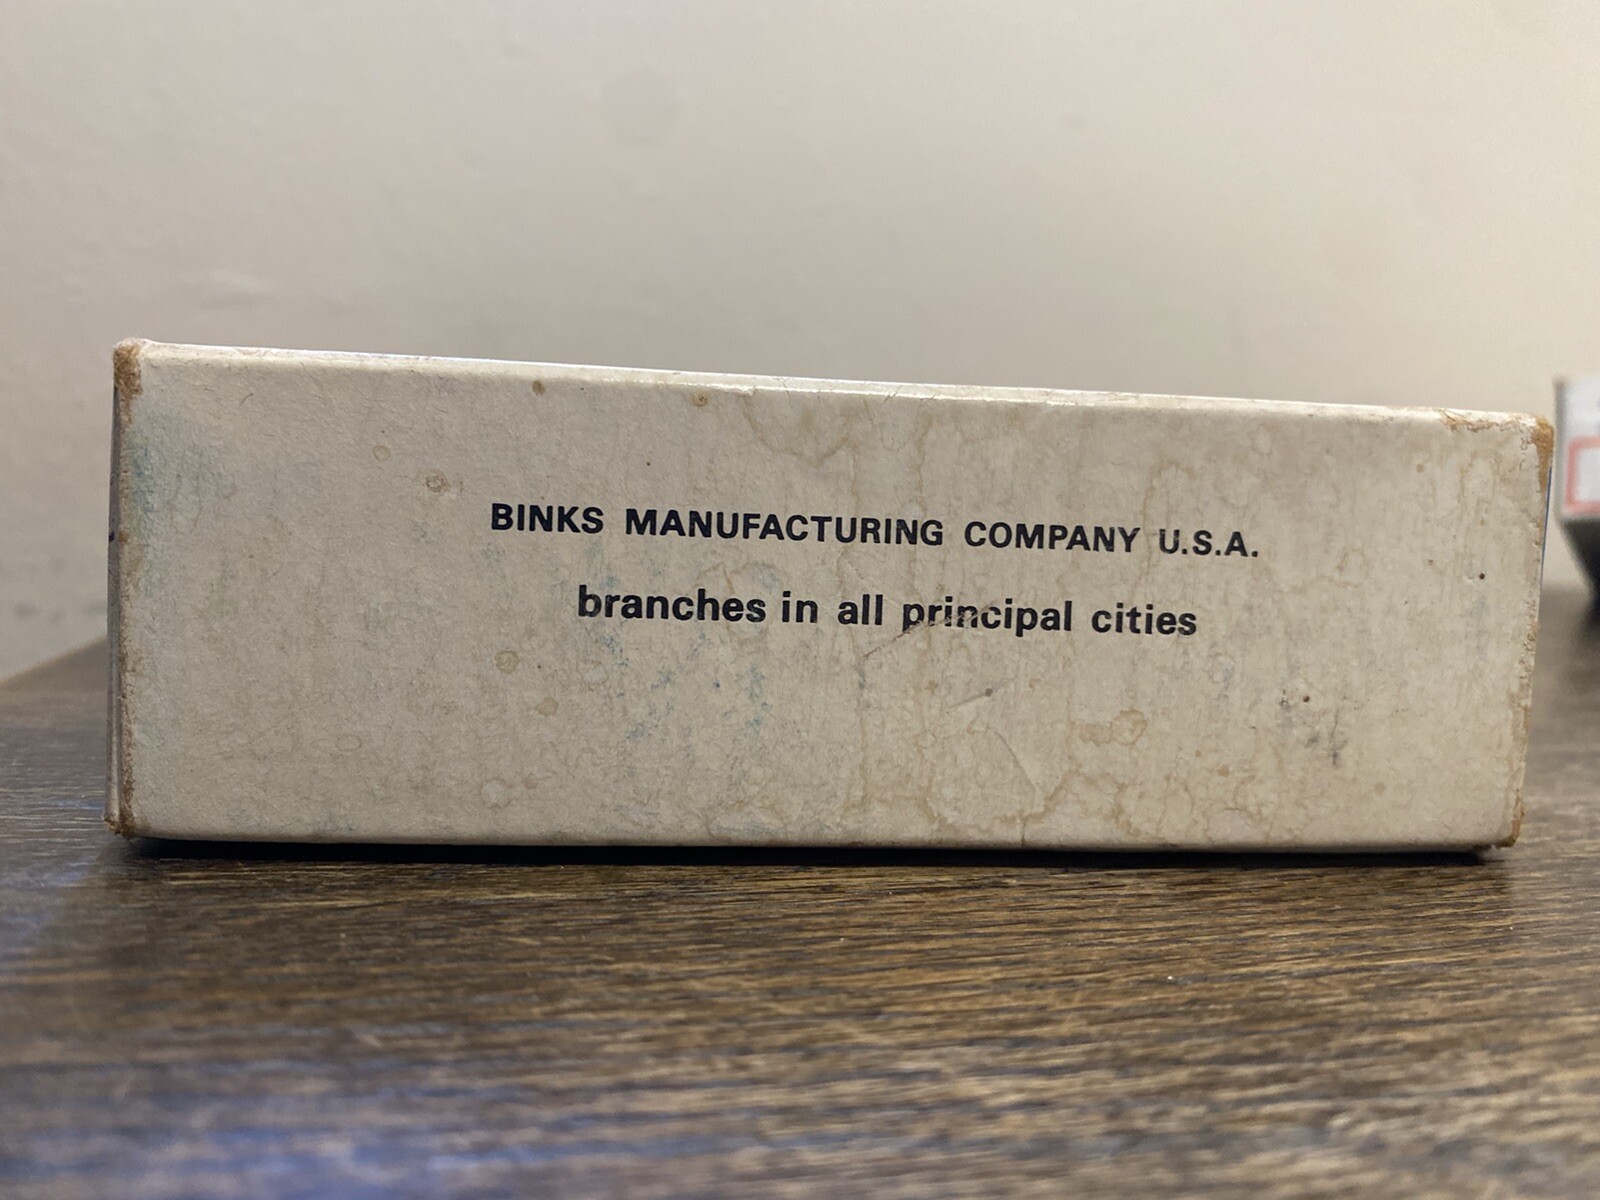 BINKS MANUFACTURING COMPANY U.S.A.
branches in all principal cities